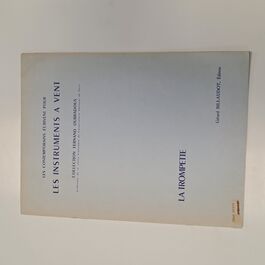 LES CONTEMPORAINS ÉCRIVENT POUR
LES INSTRUMENTS A VENT
COLLECTION FERNAND OUBRADOUS
LA TROMPETTE
Gérard BILLAUDOT, Éditeur